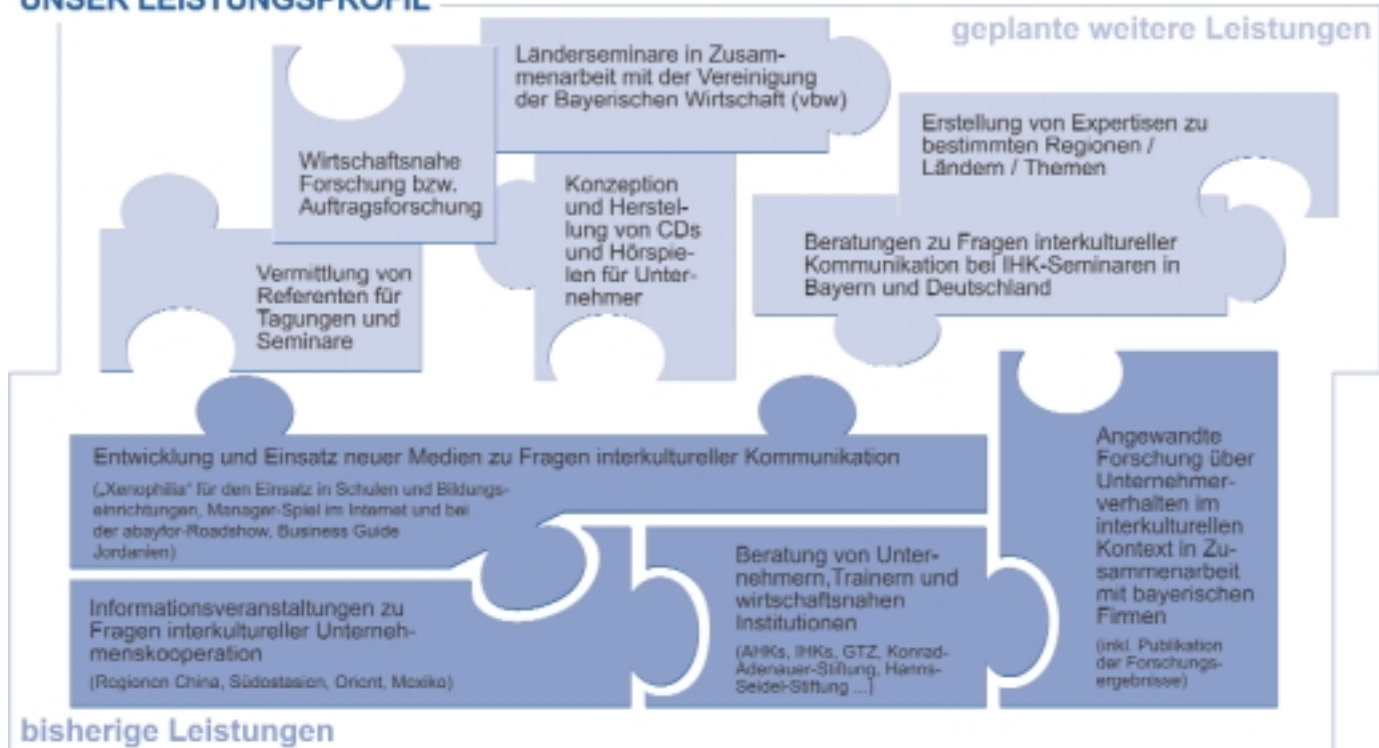 UNSER LEISTUNGSPROFIL
geplante weitere Leistungen
Länderseminare in Zusam-
menarbeit mit der Vereinigung
der Bayerischen Wirtschaft (vbw)
Wirtschaftsnahe
Forschung bzw.
Auftragsforschung
Konzeption
und Herstel-
lung von CDs
und Hörspie-
len für Unter-
nehmer
Erstellung von Expertisen zu
bestimmten Regionen /
Ländern / Themen
Vermittlung von
Referenten für
Tagungen und
Seminare
Beratungen zu Fragen interkultureller
Kommunikation bei IHK-Seminaren in
Bayern und Deutschland
Entwicklung und Einsatz neuer Medien zu Fragen interkultureller Kommunikation
(„Xenophilia“ für den Einsatz in Schulen und Bildungs-
einrichtungen, Manager-Spiel im Internet und bei
der abayfor-Roadshow, Business Guide
Jordanien)
Informationsveranstaltungen zu
Fragen interkultureller Unterneh-
menskooperation
(Regionen China, Südostasien, Orient, Mexiko)
Beratung von Unter-
nehmern, Trainern und
wirtschaftsnahen
Institutionen
(AHKs, IHKs, GTZ, Konrad-
Adenauer-Stiftung, Hanns-
Seidel-Stiftung ...)
Angewandte
Forschung über
Unternehmer-
verhalten im
interkulturellen
Kontext in Zu-
sammenarbeit
mit bayerischen
Firmen
(inkl. Publikation
der Forschungs-
ergebnisse)
bisherige Leistungen